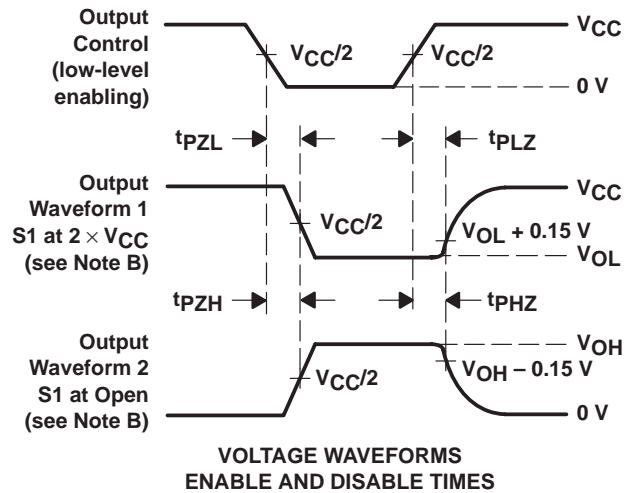 Output
Control
(low-level
enabling)
VCC/2
VCC/2
VCC
0 V
tPZL
tPLZ
Output
Waveform 1
S1 at 2 × VCC
(see Note B)
VCC/2
VCC
VOL + 0.15 V
VOL
tPZH
tPHZ
Output
Waveform 2
S1 at Open
(see Note B)
VCC/2
VOH
VOH – 0.15 V
0 V
VOLTAGE WAVEFORMS
ENABLE AND DISABLE TIMES